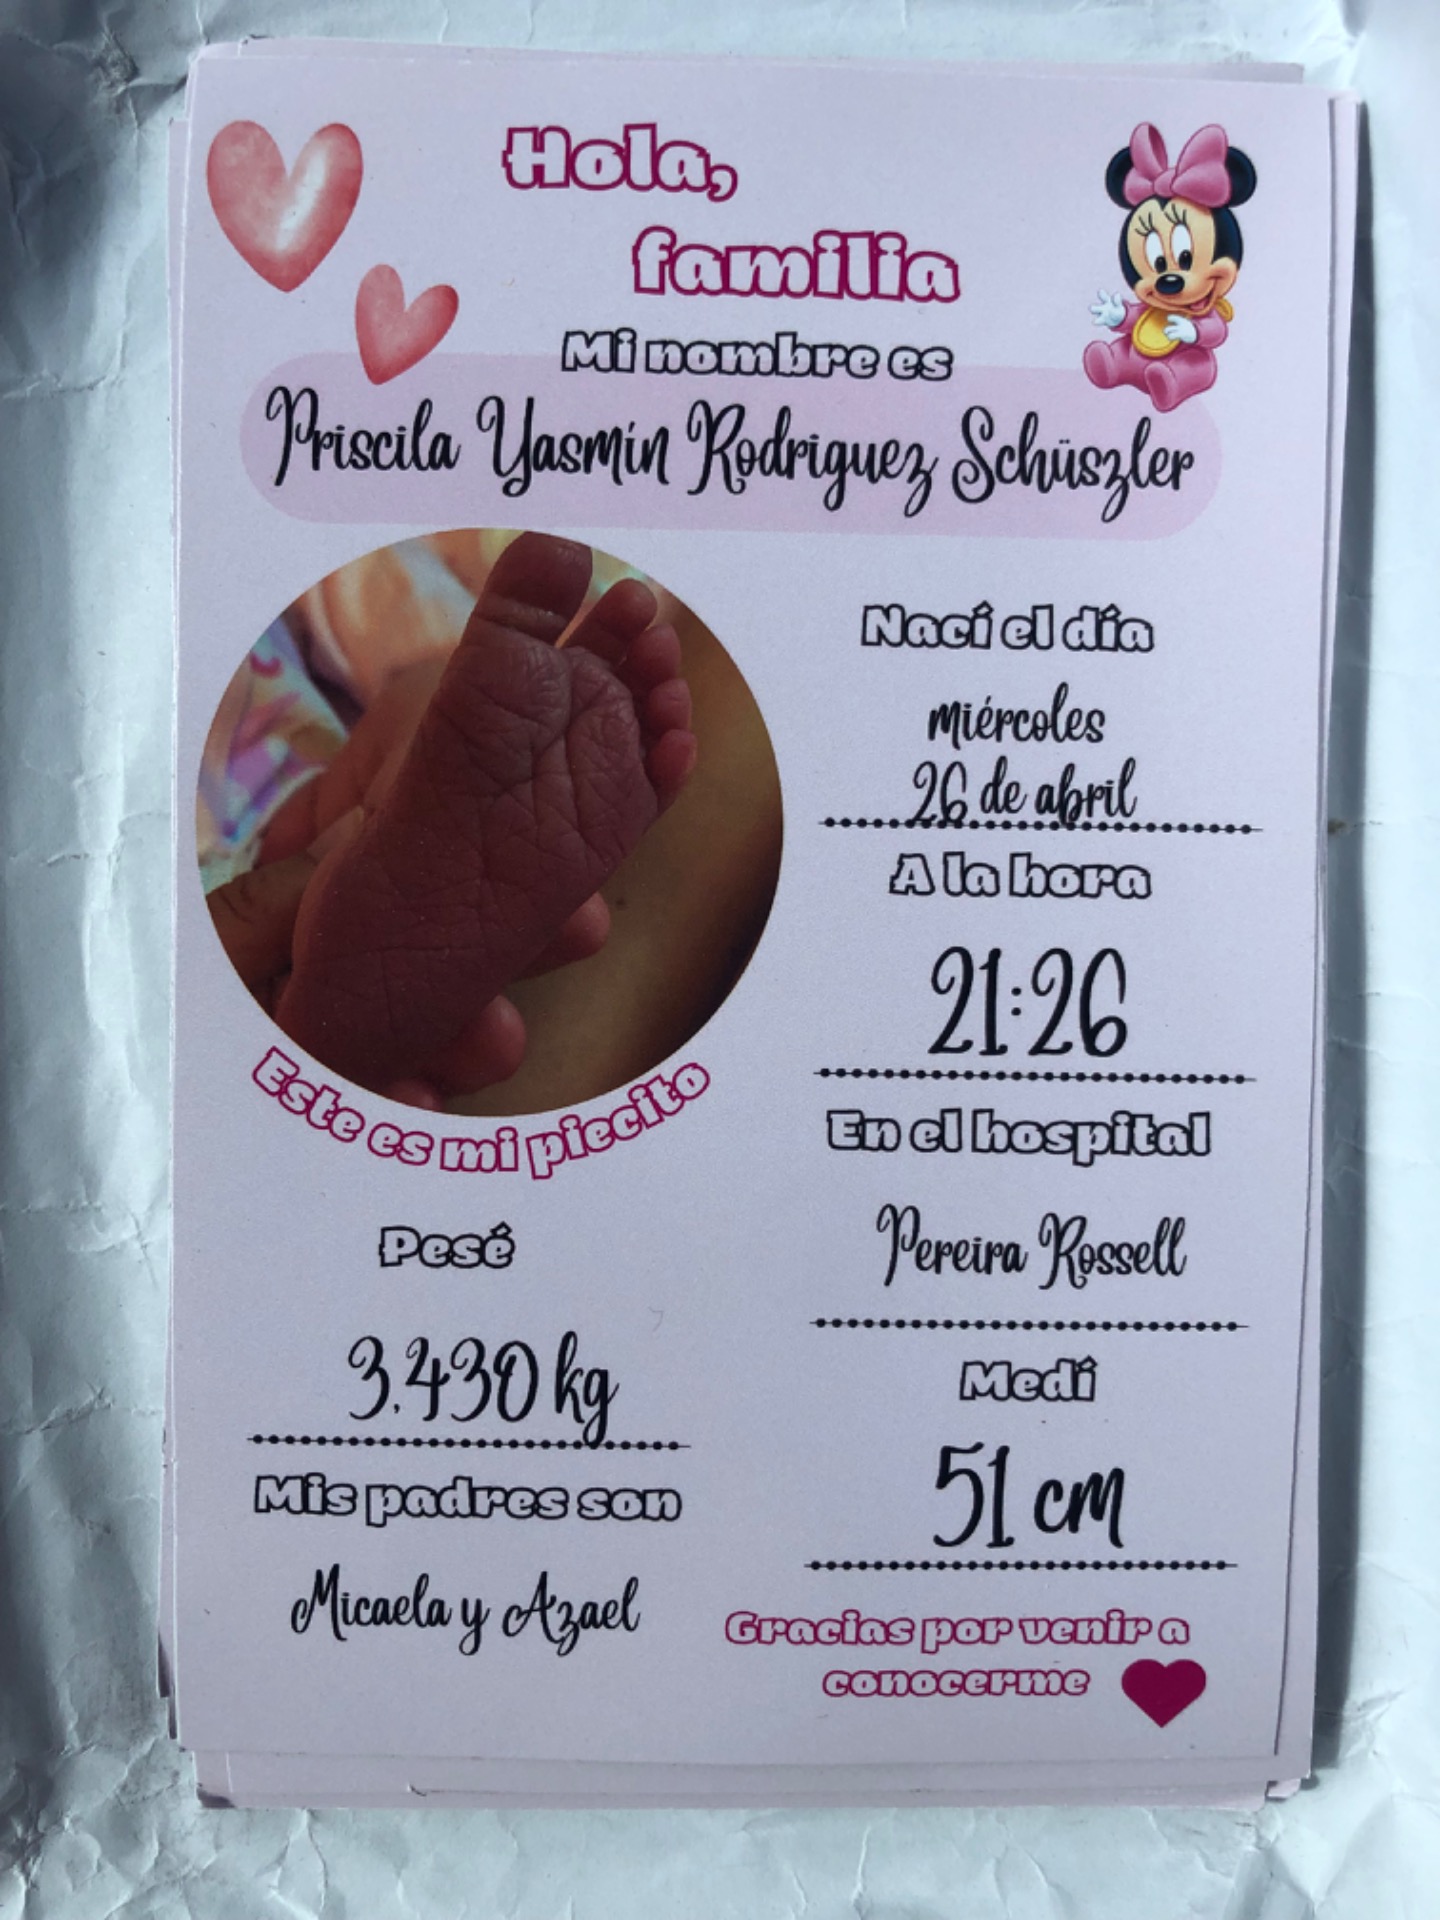 Hola,
familia
Mi nombre es
Priscila Yasmín Rodriguez Schüszler
Este es mi piecito
Nací el día
miércoles
26 de abril
A la hora
21:26
En el hospital
Pereira Rossell
Medí
51 cm
Pesé
3.430 kg
Mis padres son
Micaela y Azael
Gracias por venir a
conocerme